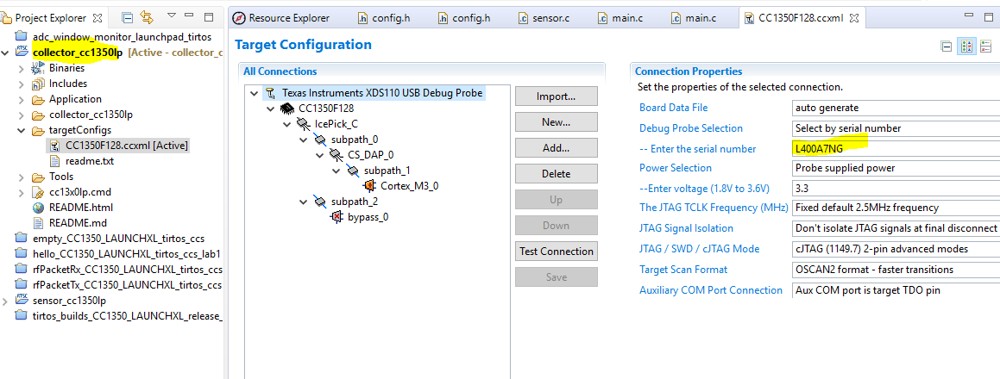 Project Explorer
adc_window_monitor_launchpad_tirtos
collector_cc1350lp [Active - collector_c
Binaries
Includes
Application
collector_cc1350lp
targetConfigs
CC1350F128.ccxml [Active]
readme.txt
Tools
cc13x0lp.cmd
README.html
README.md
empty_CC1350_LAUNCHXL_tirtos_ccs
hello_CC1350_LAUNCHXL_tirtos_ccs_lab1
rfPacketRx_CC1350_LAUNCHXL_tirtos_ccs
rfPacketTx_CC1350_LAUNCHXL_tirtos_ccs
sensor_cc1350lp
tirtos_builds_CC1350_LAUNCHXL_release_
Resource Explorer
config.h
config.h
sensor.c
main.c
main.c
CC1350F128.ccxml
Target Configuration
All Connections
Texas Instruments XDS110 USB Debug Probe
CC1350F128
IcePick_C
subpath_0
CS_DAP_0
subpath_1
Cortex_M3_0
subpath_2
bypass_0
Import...
New...
Add...
Delete
Up
Down
Test Connection
Save
Connection Properties
Set the properties of the selected connection.
Board Data File auto generate
Debug Probe Selection Select by serial number
-- Enter the serial number L400A7NG
Power Selection Probe supplied power
--Enter voltage (1.8V to 3.6V) 3.3
The JTAG TCLK Frequency (MHz) Fixed default 2.5MHz frequency
JTAG Signal Isolation Don't isolate JTAG signals at final disconnect
JTAG / SWD / cJTAG Mode cJTAG (1149.7) 2-pin advanced modes
Target Scan Format OSCAN2 format - faster transitions
Auxiliary COM Port Connection Aux COM port is target TDO pin